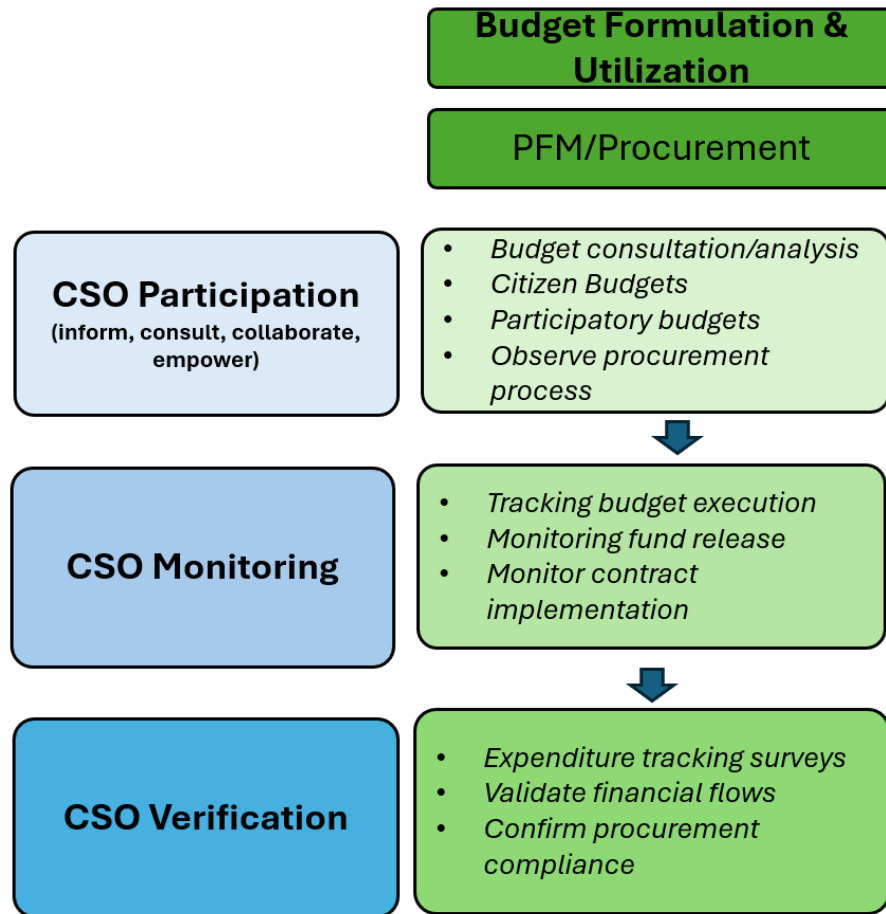 Budget Formulation &
Utilization
PFM/Procurement
CSO Participation
(inform, consult, collaborate,
empower)
• Budget consultation/analysis
• Citizen Budgets
• Participatory budgets
• Observe procurement
process
CSO Monitoring
• Tracking budget execution
• Monitoring fund release
• Monitor contract
implementation
CSO Verification
• Expenditure tracking surveys
• Validate financial flows
• Confirm procurement
compliance